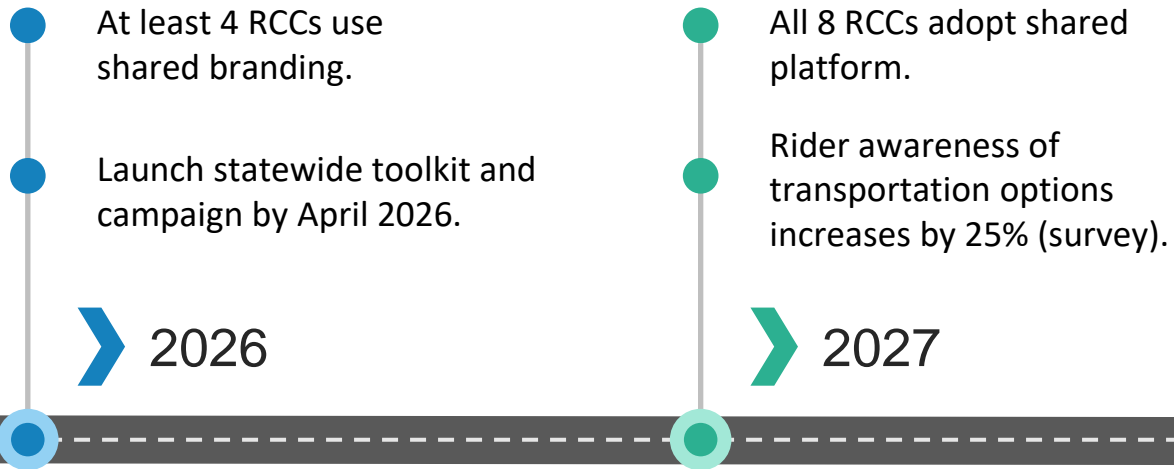 At least 4 RCCs use
shared branding.
Launch statewide toolkit and
campaign by April 2026.
2026
All 8 RCCs adopt shared
platform.
Rider awareness of
transportation options
increases by 25% (survey).
2027